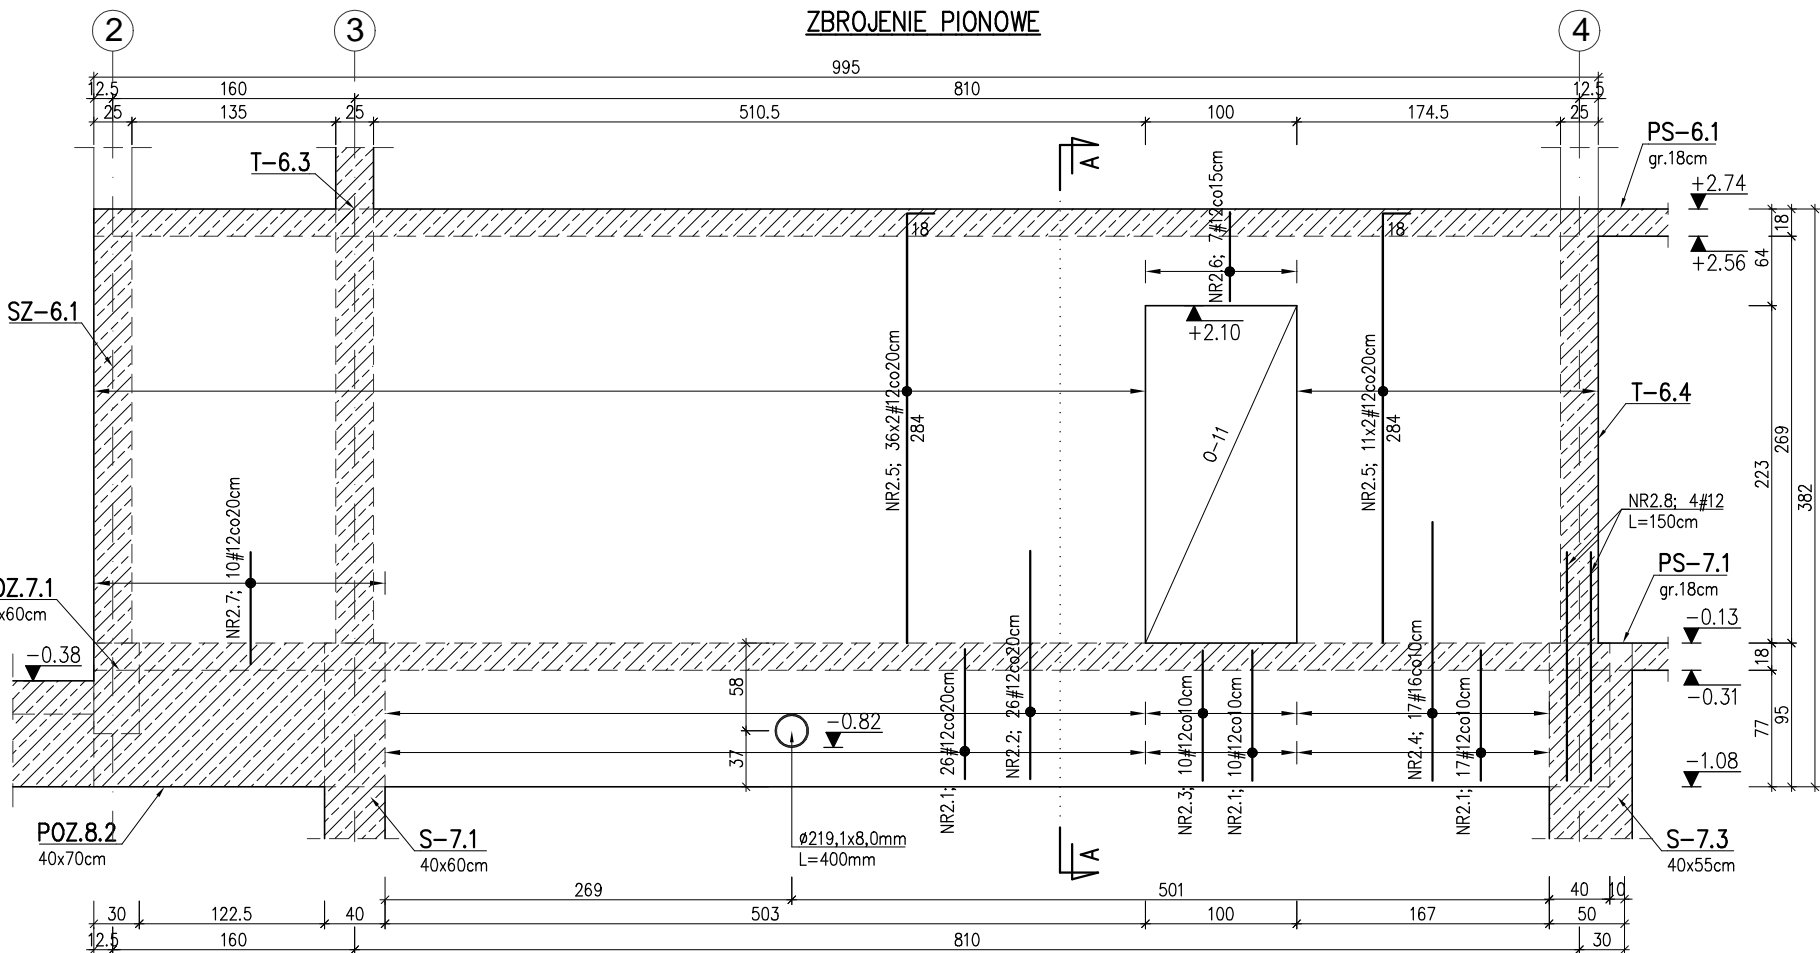 ZBROJENIE PIONOWE
2
3
4
995
12.5
160
810
12.5
25
135
25
510.5
100
174.5
25
T-6.3
A
PS-6.1
gr.18cm
+2.74
+2.56
18
64
18
18
NR2.6; 7#12co15cm
SZ-6.1
+2.10
NR2.5; 36x2#12co20cm
284
NR2.5; 11x2#12co20cm
284
T-6.4
O-11
223
269
382
NR2.8; 4#12
L=150cm
NR2.7; 10#12co20cm
OZ.7.1
x60cm
PS-7.1
gr.18cm
-0.13
-0.31
18
77
95
-1.08
-0.38
58
37
-0.82
NR2.1; 26#12co20cm
NR2.2; 26#12co20cm
NR2.3; 10#12co10cm
NR2.1; 10#12co10cm
NR2.4; 17#16co10cm
NR2.1; 17#12co10cm
POZ.8.2
40x70cm
S-7.1
40x60cm
ø219,1x8,0mm
L=400mm
A
S-7.3
40x55cm
269
501
40
10
30
122.5
40
503
100
167
50
12.5
160
810
30